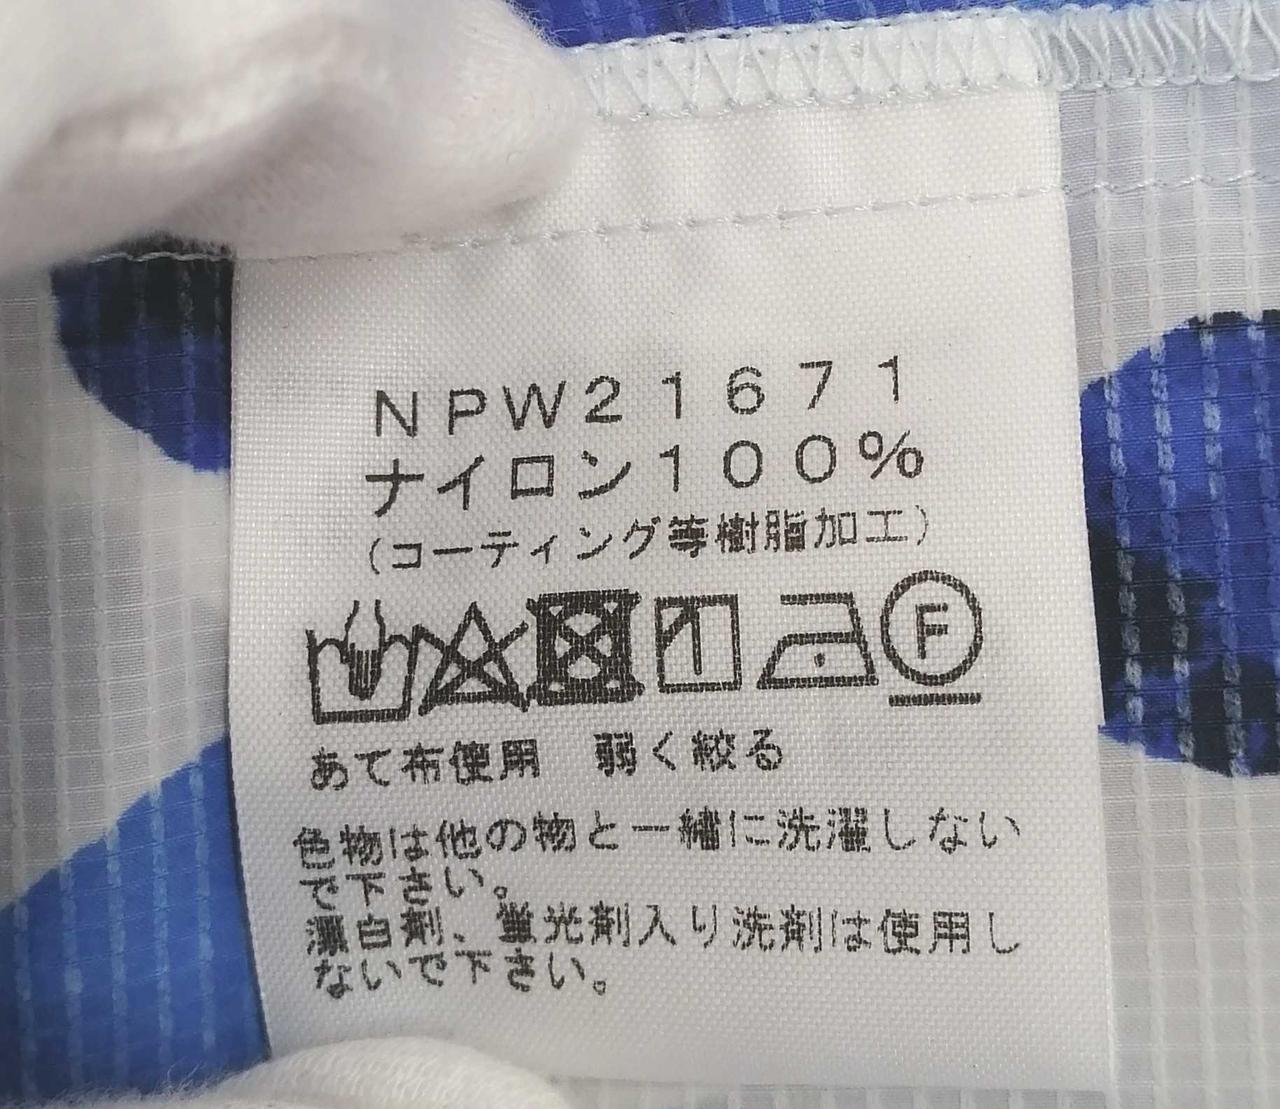 NPW21671
ナイロン100%
(コーティング等樹脂加工)
F
あて布使用　弱く絞る
色物は他の物と一緒に洗濯しない
で下さい。
漂白剤、蛍光剤入り洗剤は使用し
ないで下さい。